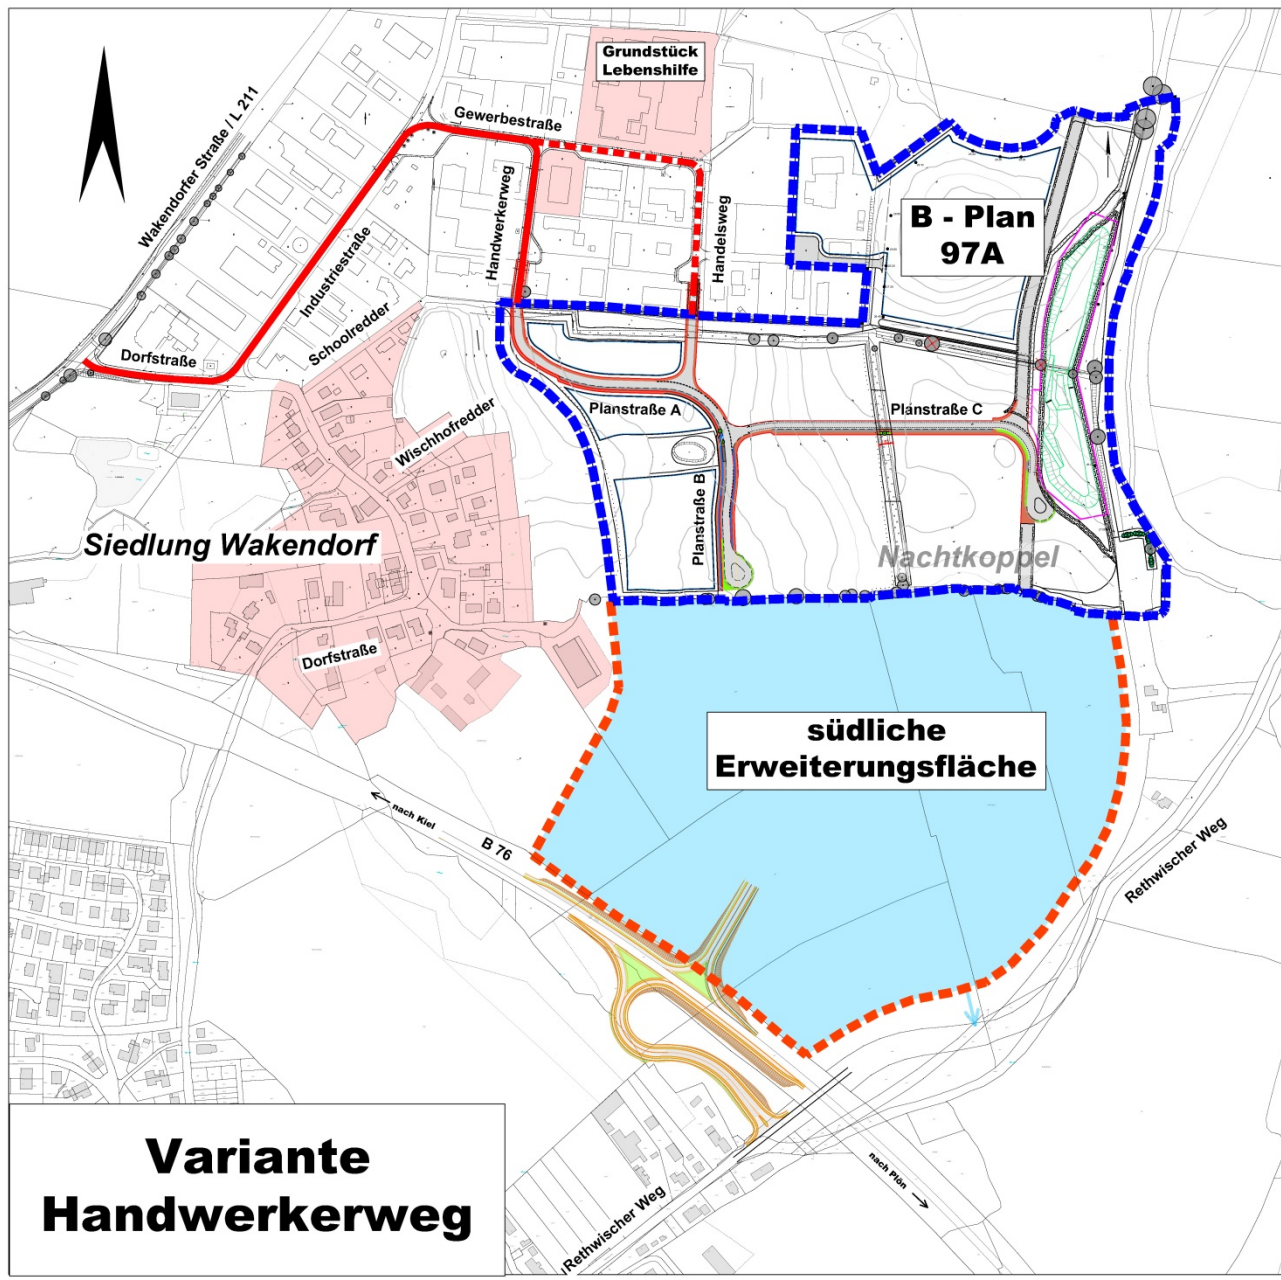 Grundstück
Lebenshilfe
Wakendorfer Straße / L 211
Gewerbestraße
Handwerkerweg
Handelsweg
B - Plan
97A
Industriestraße
Schoolredder
Dorfstraße
Wischhofredder
Planstraße A
Planstraße C
Planstraße B
Siedlung Wakendorf
Nachtkoppel
Dorfstraße
südliche
Erweiterungsfläche
nach Kiel
B 76
Rethwischer Weg
nach Plön
Rethwischer Weg
Variante
Handwerkerweg